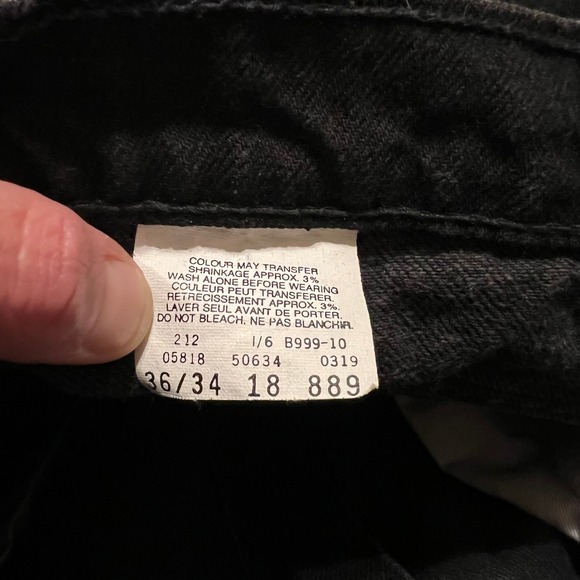 COLOUR MAY TRANSFER
SHRINKAGE APPROX. 3%
WASH ALONE BEFORE WEARING
COULEUR PEUT TRANSFERER.
RETRECISSEMENT APPROX. 3%.
LAVER SEUL AVANT DE PORTER.
DO NOT BLEACH. NE PAS BLANCHIR.
212 1/6 B999-10
05818 50634 0319
36/34 18 889